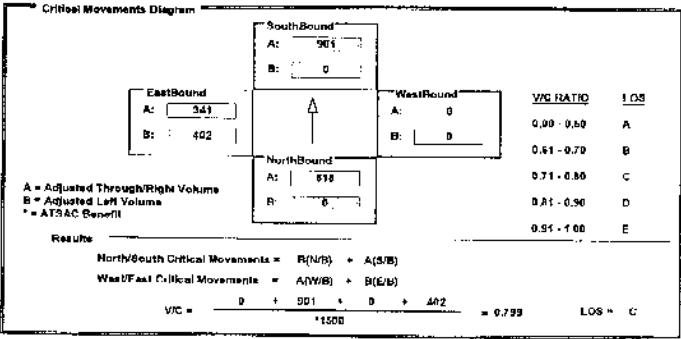 Critical Movements Diagram
SouthBound
A: 901
B: 0
EastBound
A: 341
B: 402
WestBound
A: 0
B: 0
NorthBound
A: 618
B: 0
V/C RATIO LOS
0.00 - 0.60 A
0.61 - 0.70 B
0.71 - 0.80 C
0.81 - 0.90 D
0.91 - 1.00 E
A = Adjusted Through/Right Volume
B = Adjusted Left Volume
* = ATSAC Benefit
Results
North/South Critical Movements = B(N/B) + A(S/B)
West/East Critical Movements = A(W/B) + B(E/B)
V/C = 0 + 901 + 0 + 402 = 0.799 LOS = C
*1500